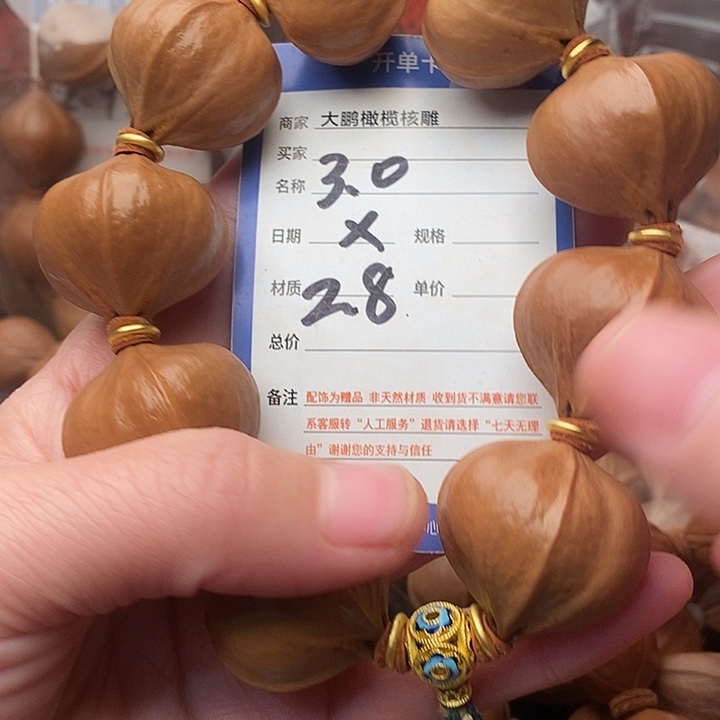 开单卡
商家 大鹏橄榄核雕
买家
名称 3.0
日期 X 规格
材质 28 单价
总价
备注 配饰为赠品 非天然材质 收到货不满意请您联
系客服转“人工服务”退货请选择“七天无理
由”谢谢您的支持与信任
心